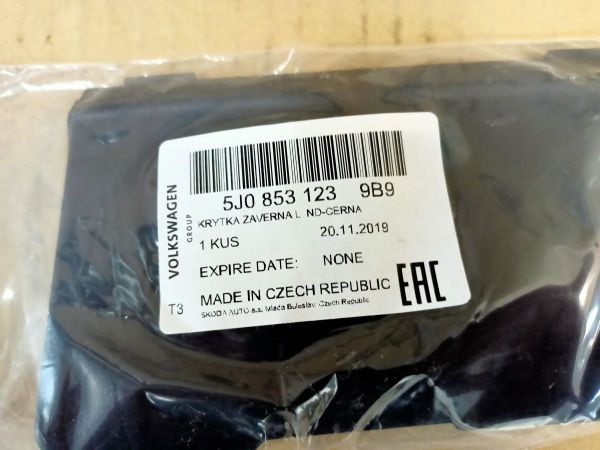 VOLKSWAGEN
GROUP
5J0 853 123 9B9
KRYTKA ZAVERNA L ND-CERNA
1 KUS 20.11.2019
EXPIRE DATE: NONE
T3 MADE IN CZECH REPUBLIC EAC
SKODA AUTO a.s. Mlada Boleslav, Czech Republic